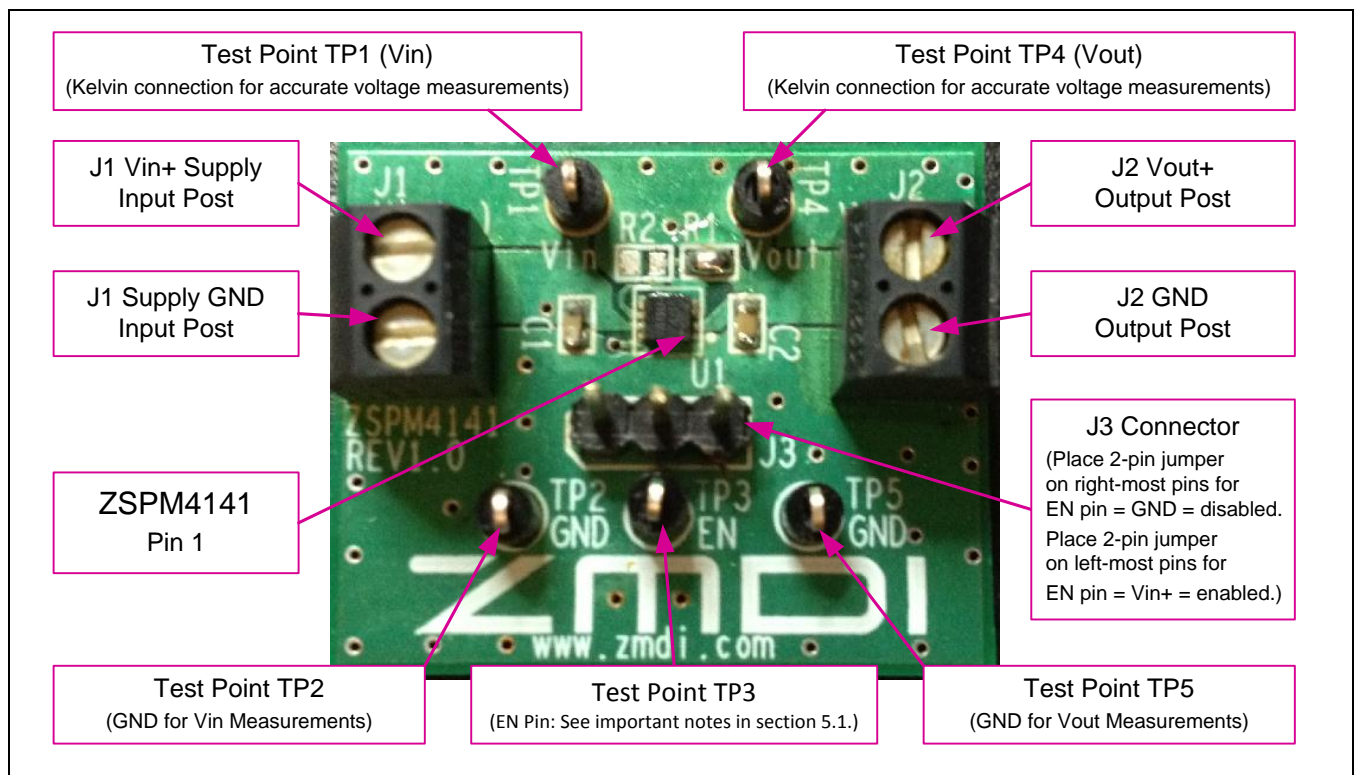 Test Point TP1 (Vin)
(Kelvin connection for accurate voltage measurements)
Test Point TP4 (Vout)
(Kelvin connection for accurate voltage measurements)
J1 Vin+ Supply
Input Post
J2 Vout+
Output Post
J1 Supply GND
Input Post
J2 GND
Output Post
J1
TP1
TP4
J2
R2
R1
Vin
Vout
C1
C2
U1
ZSPM4141
REV1.0
J3
TP2
GND
TP3
EN
TP5
GND
ZMDI
www.zmdi.com
ZSPM4141
Pin 1
J3 Connector
(Place 2-pin jumper
on right-most pins for
EN pin = GND = disabled.
Place 2-pin jumper
on left-most pins for
EN pin = Vin+ = enabled.)
Test Point TP2
(GND for Vin Measurements)
Test Point TP3
(EN Pin: See important notes in section 5.1.)
Test Point TP5
(GND for Vout Measurements)